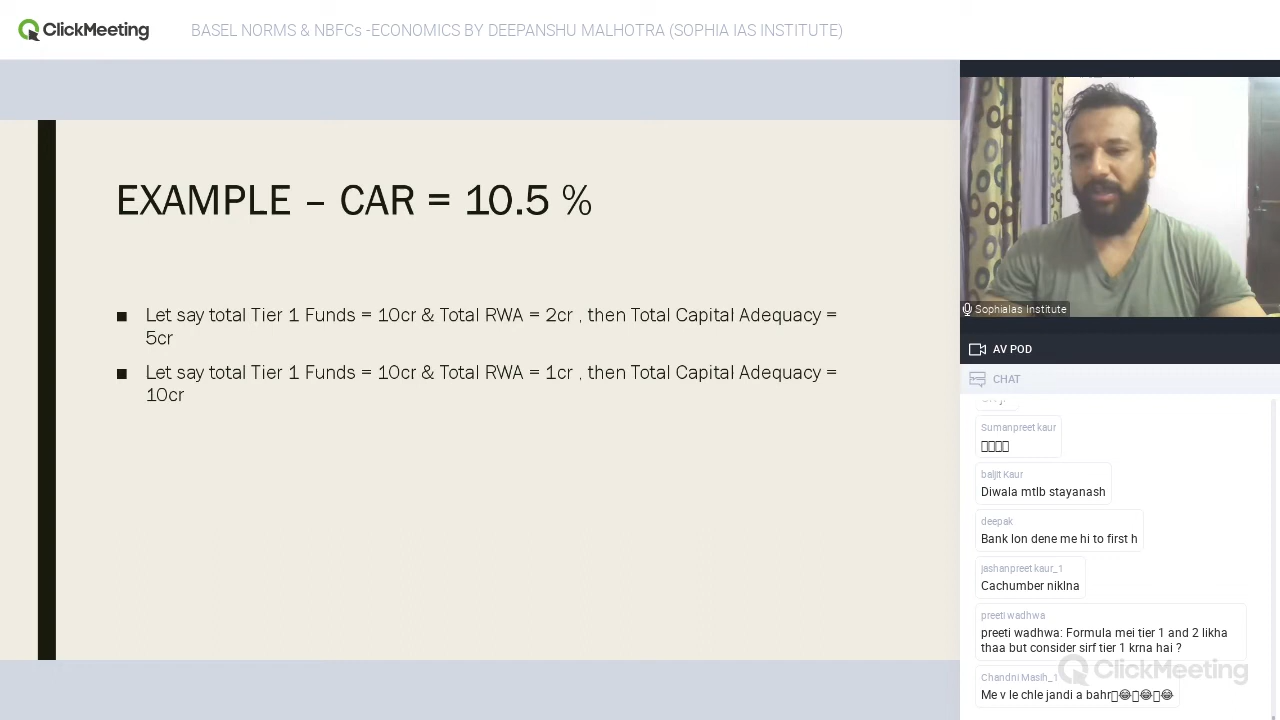 ClickMeeting
BASEL NORMS & NBFCs -ECONOMICS BY DEEPANSHU MALHOTRA (SOPHIA IAS INSTITUTE)
EXAMPLE – CAR = 10.5 %
■ Let say total Tier 1 Funds = 10cr & Total RWA = 2cr , then Total Capital Adequacy =
5cr
■ Let say total Tier 1 Funds = 10cr & Total RWA = 1cr , then Total Capital Adequacy =
10cr
SophiaIas Institute
AV POD
CHAT
Sumanpreet kaur
baljit Kaur
Diwala mtlb stayanash
deepak
Bank lon dene me hi to first h
jashanpreet kaur_1
Cachumber niklna
preeti wadhwa
preeti wadhwa: Formula mei tier 1 and 2 likha
thaa but consider sirf tier 1 krna hai ?
ClickMeeting
Chandni Masih_1
Me v le chle jandi a bahr😂😂😂